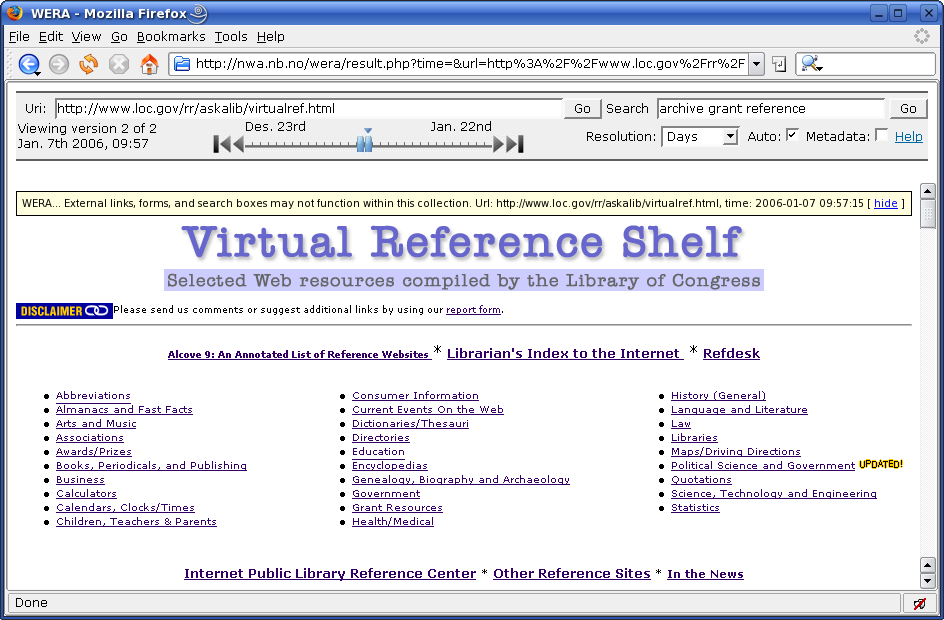 WERA - Mozilla Firefox
File Edit View Go Bookmarks Tools Help
http://nwa.nb.no/wera/result.php?time=&url=http%3A%2F%2Fwww.loc.gov%2Frr%2F
Uri: http://www.loc.gov/rr/askalib/virtualref.html Go Search archive grant reference Go
Viewing version 2 of 2 Des. 23rd Jan. 22nd
Jan. 7th 2006, 09:57 Resolution: Days Auto: Metadata: Help
WERA... External links, forms, and search boxes may not function within this collection. Url: http://www.loc.gov/rr/askalib/virtualref.html, time: 2006-01-07 09:57:15 [ hide ]
Virtual Reference Shelf
Selected Web resources compiled by the Library of Congress
DISCLAIMER Please send us comments or suggest additional links by using our report form.
Alcove 9: An Annotated List of Reference Websites * Librarian's Index to the Internet * Refdesk
Abbreviations
Almanacs and Fast Facts
Arts and Music
Associations
Awards/Prizes
Books, Periodicals, and Publishing
Business
Calculators
Calendars, Clocks/Times
Children, Teachers & Parents
Consumer Information
Current Events On the Web
Dictionaries/Thesauri
Directories
Education
Encyclopedias
Genealogy, Biography and Archaeology
Government
Grant Resources
Health/Medical
History (General)
Language and Literature
Law
Libraries
Maps/Driving Directions
Political Science and Government UPDATED!
Quotations
Science, Technology and Engineering
Statistics
Internet Public Library Reference Center * Other Reference Sites * In the News
Done